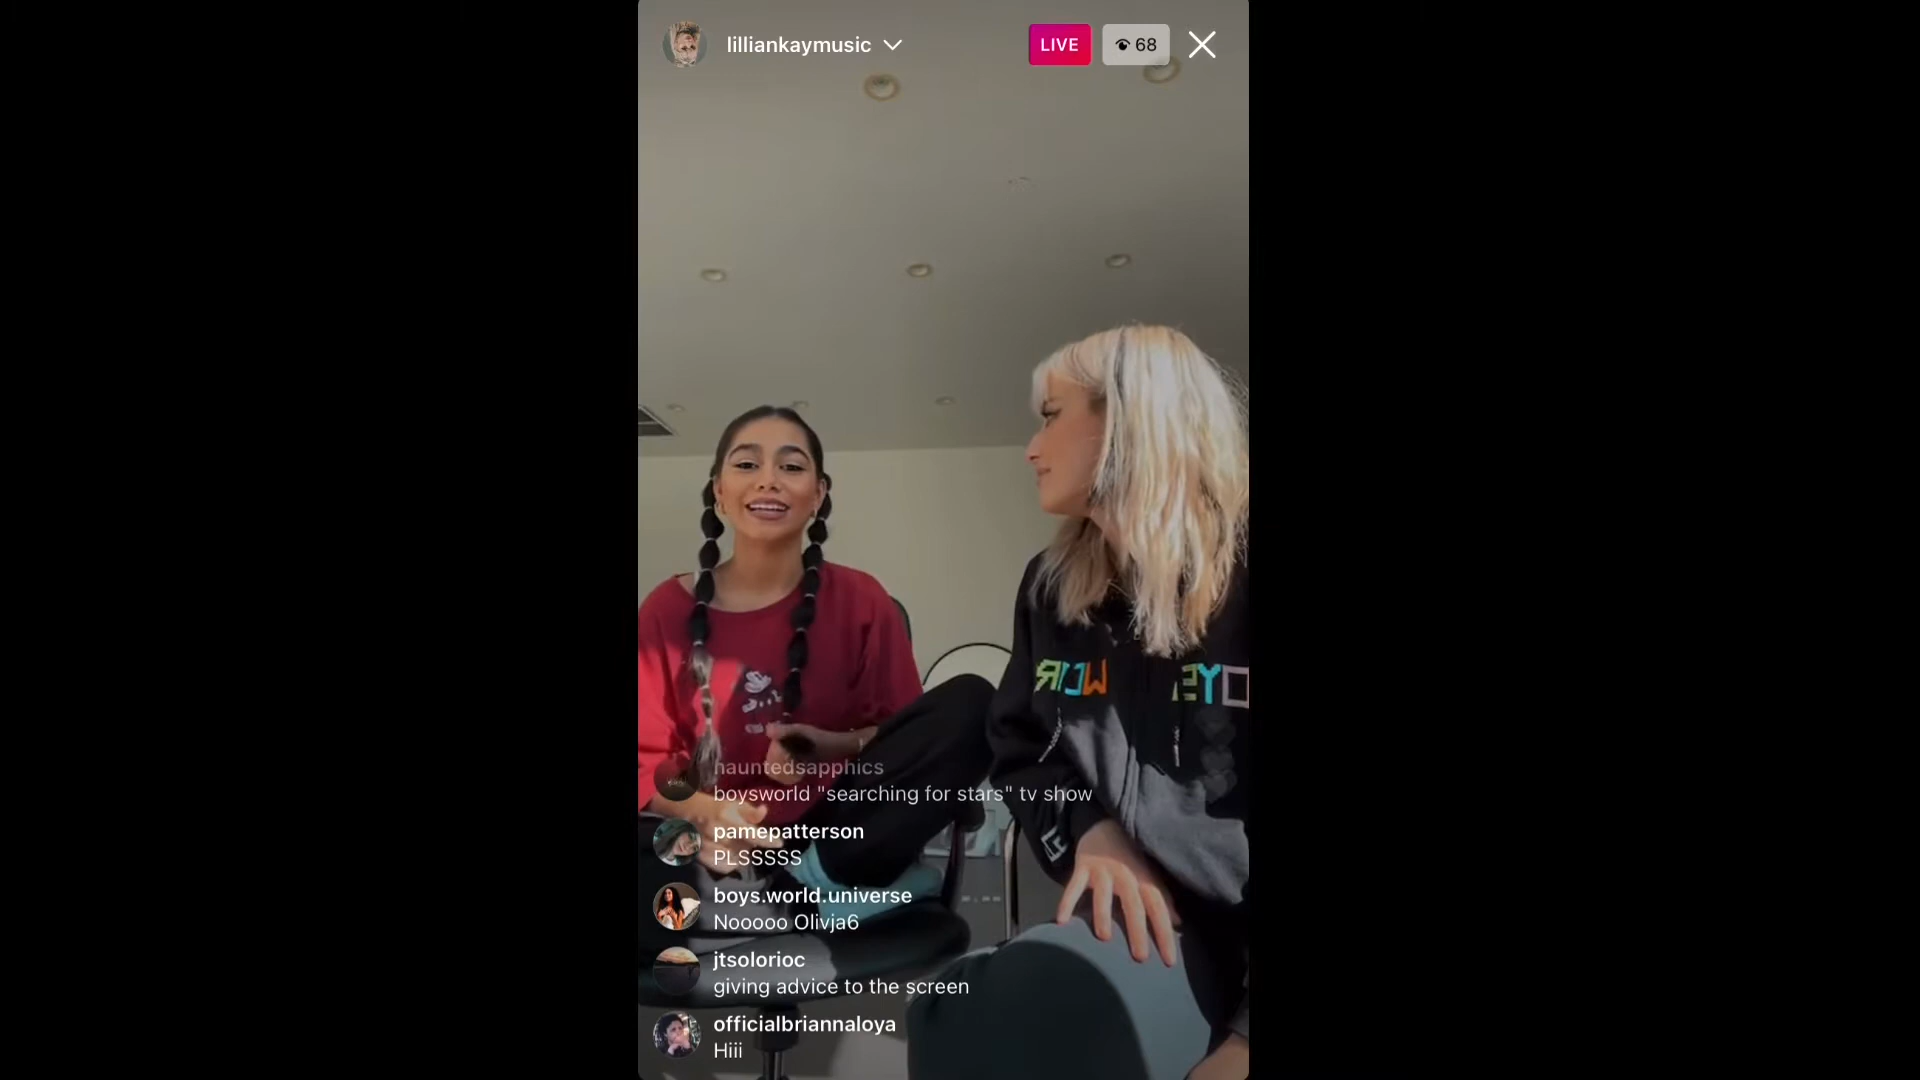 lilliankaymusic
LIVE
68
hauntedsapphics
boysworld "searching for stars" tv show
pamepatterson
PLSSSSS
boys.world.universe
Nooooo Olivja6
jtsolorioc
giving advice to the screen
officialbriannaloya
Hiii